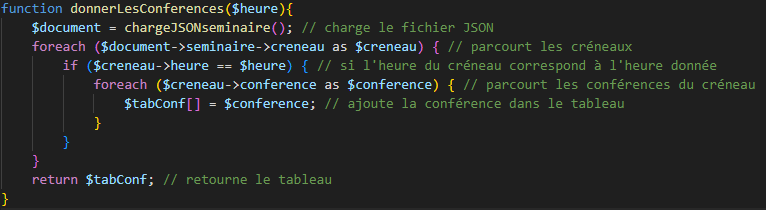 function donnerLesConferences($heure){
    $document = chargeJSONseminaire(); // charge le fichier JSON
    foreach ($document->seminaire->creneau as $creneau) { // parcourt les créneaux
        if ($creneau->heure == $heure) { // si l'heure du créneau correspond à l'heure donnée
            foreach ($creneau->conference as $conference) { // parcourt les conférences du créneau
                $tabConf[] = $conference; // ajoute la conférence dans le tableau
            }
        }
    }
    return $tabConf; // retourne le tableau
}